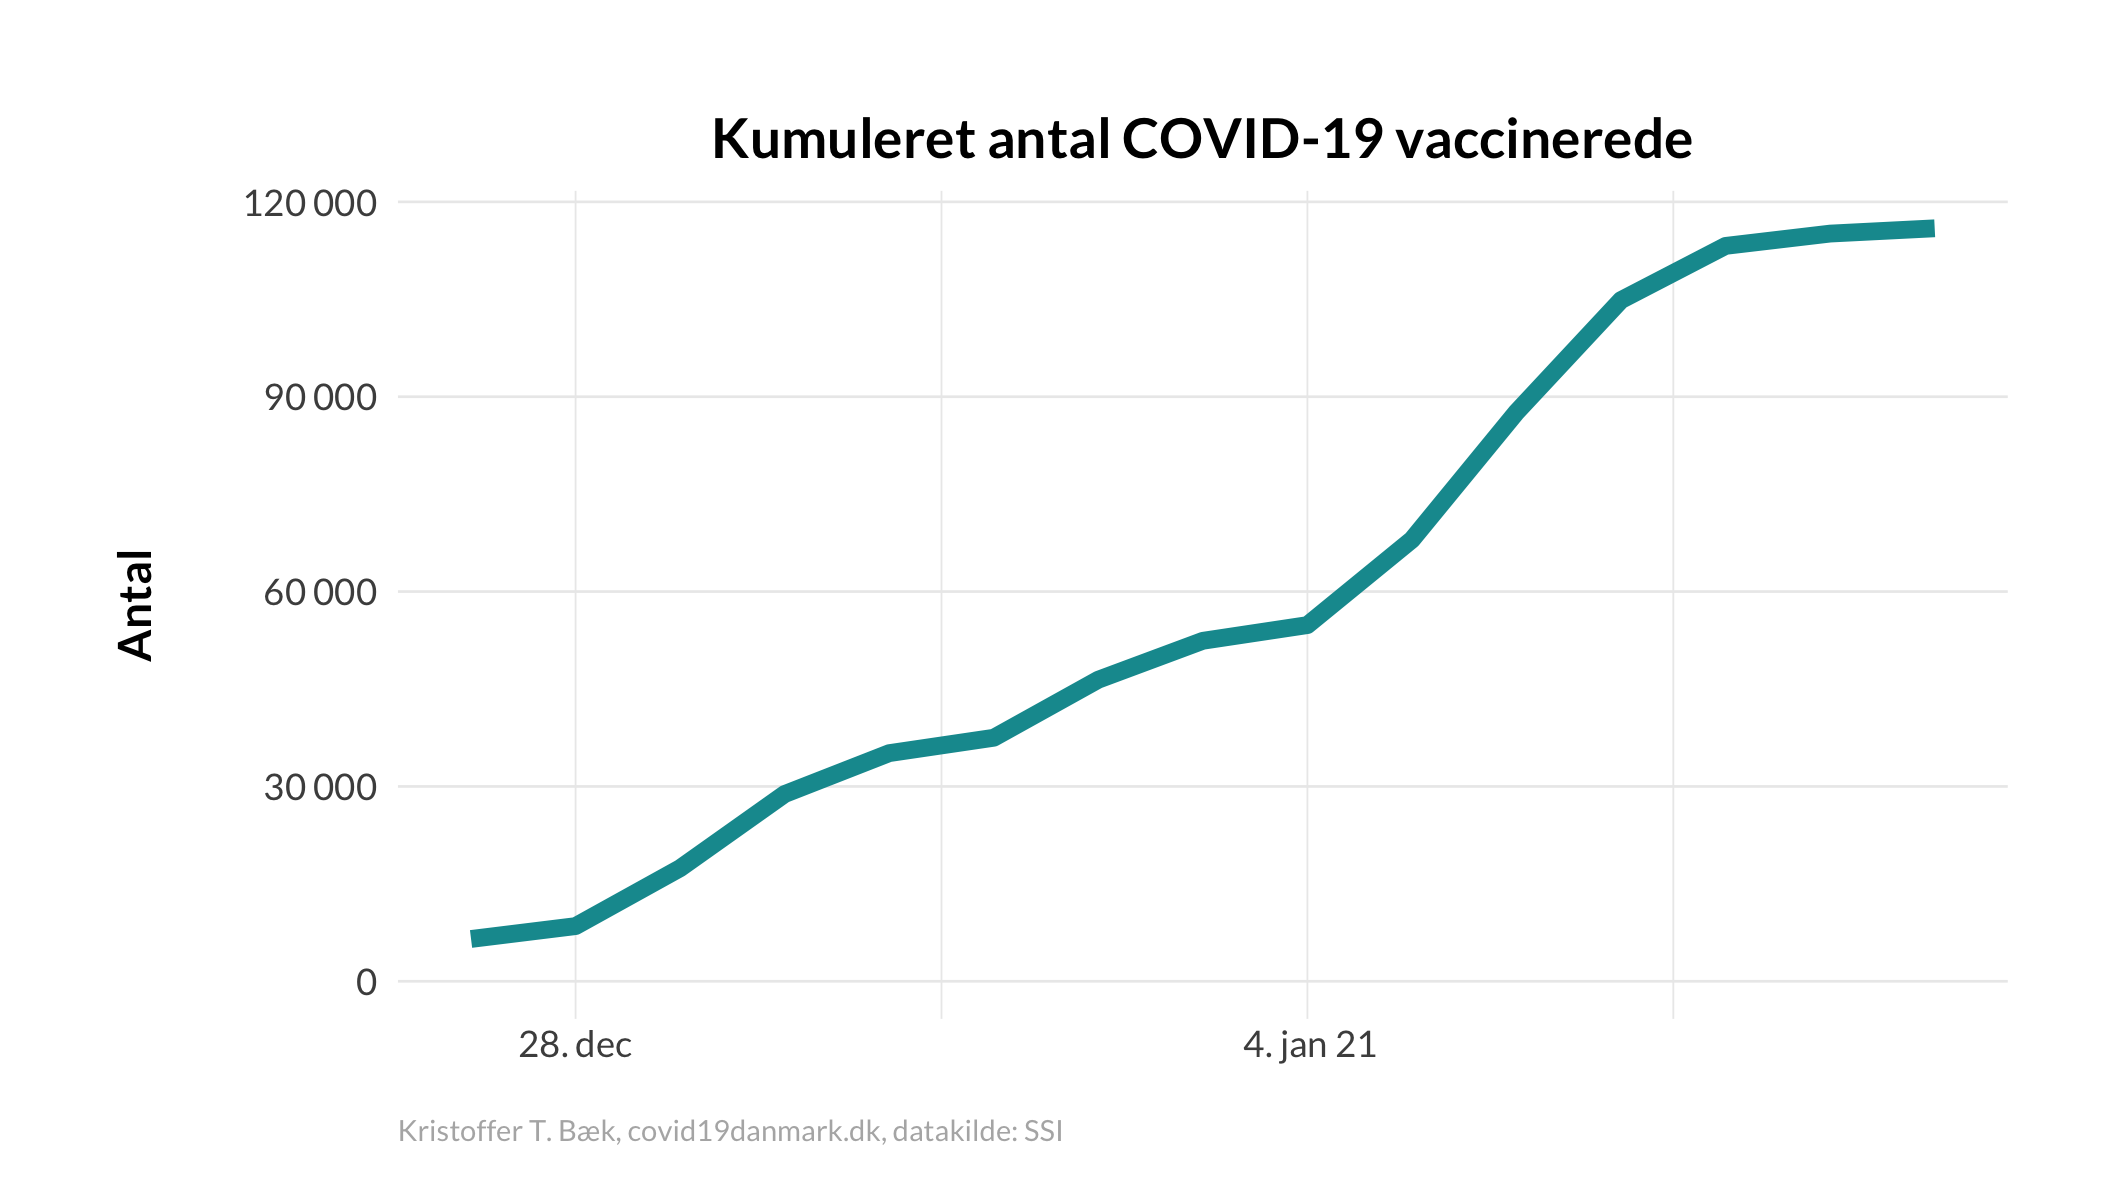 Kumuleret antal COVID-19 vaccinerede
120 000
90 000
60 000
30 000
0
Antal
28. dec
4. jan 21
Kristoffer T. Bæk, covid19danmark.dk, datakilde: SSI